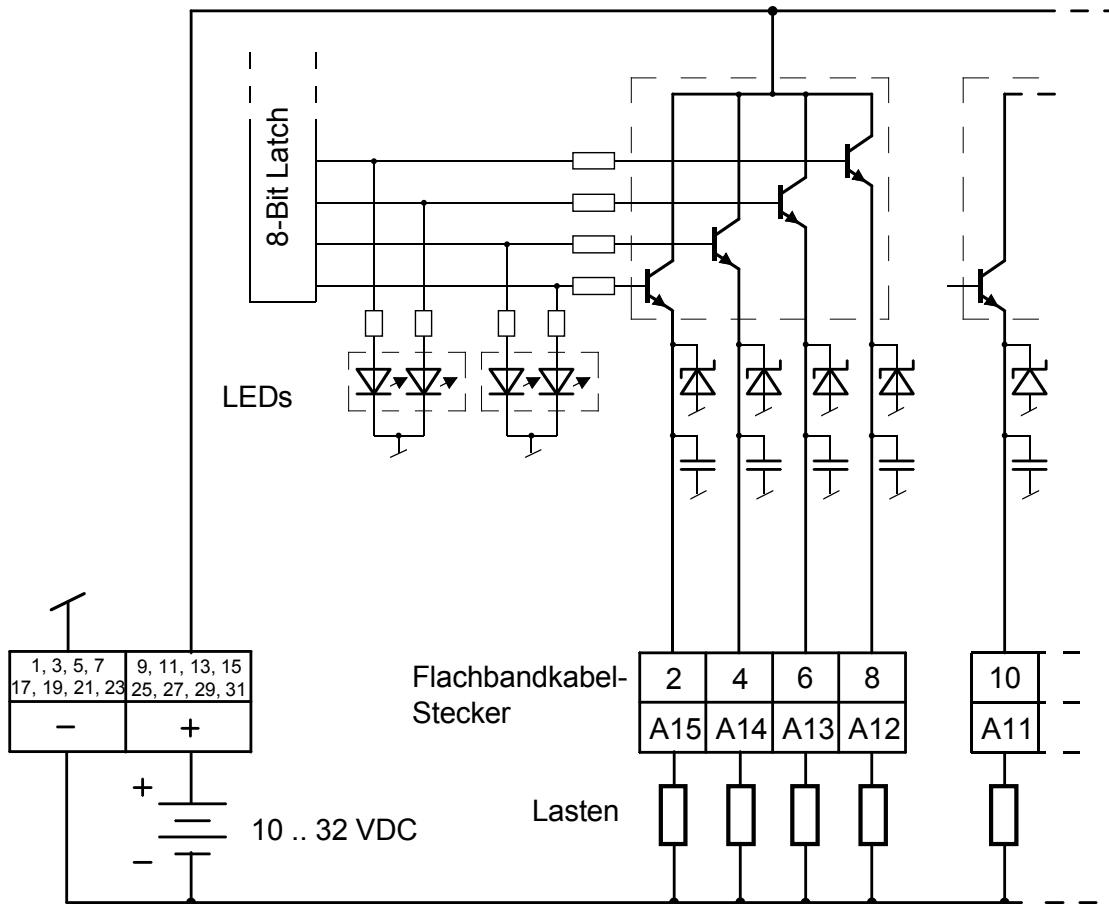 8-Bit Latch
LEDs
1, 3, 5, 7
17, 19, 21, 23
9, 11, 13, 15
25, 27, 29, 31
− +
Flachbandkabel-
Stecker
2 4 6 8 10
A15 A14 A13 A12 A11
+
−
10 .. 32 VDC
Lasten